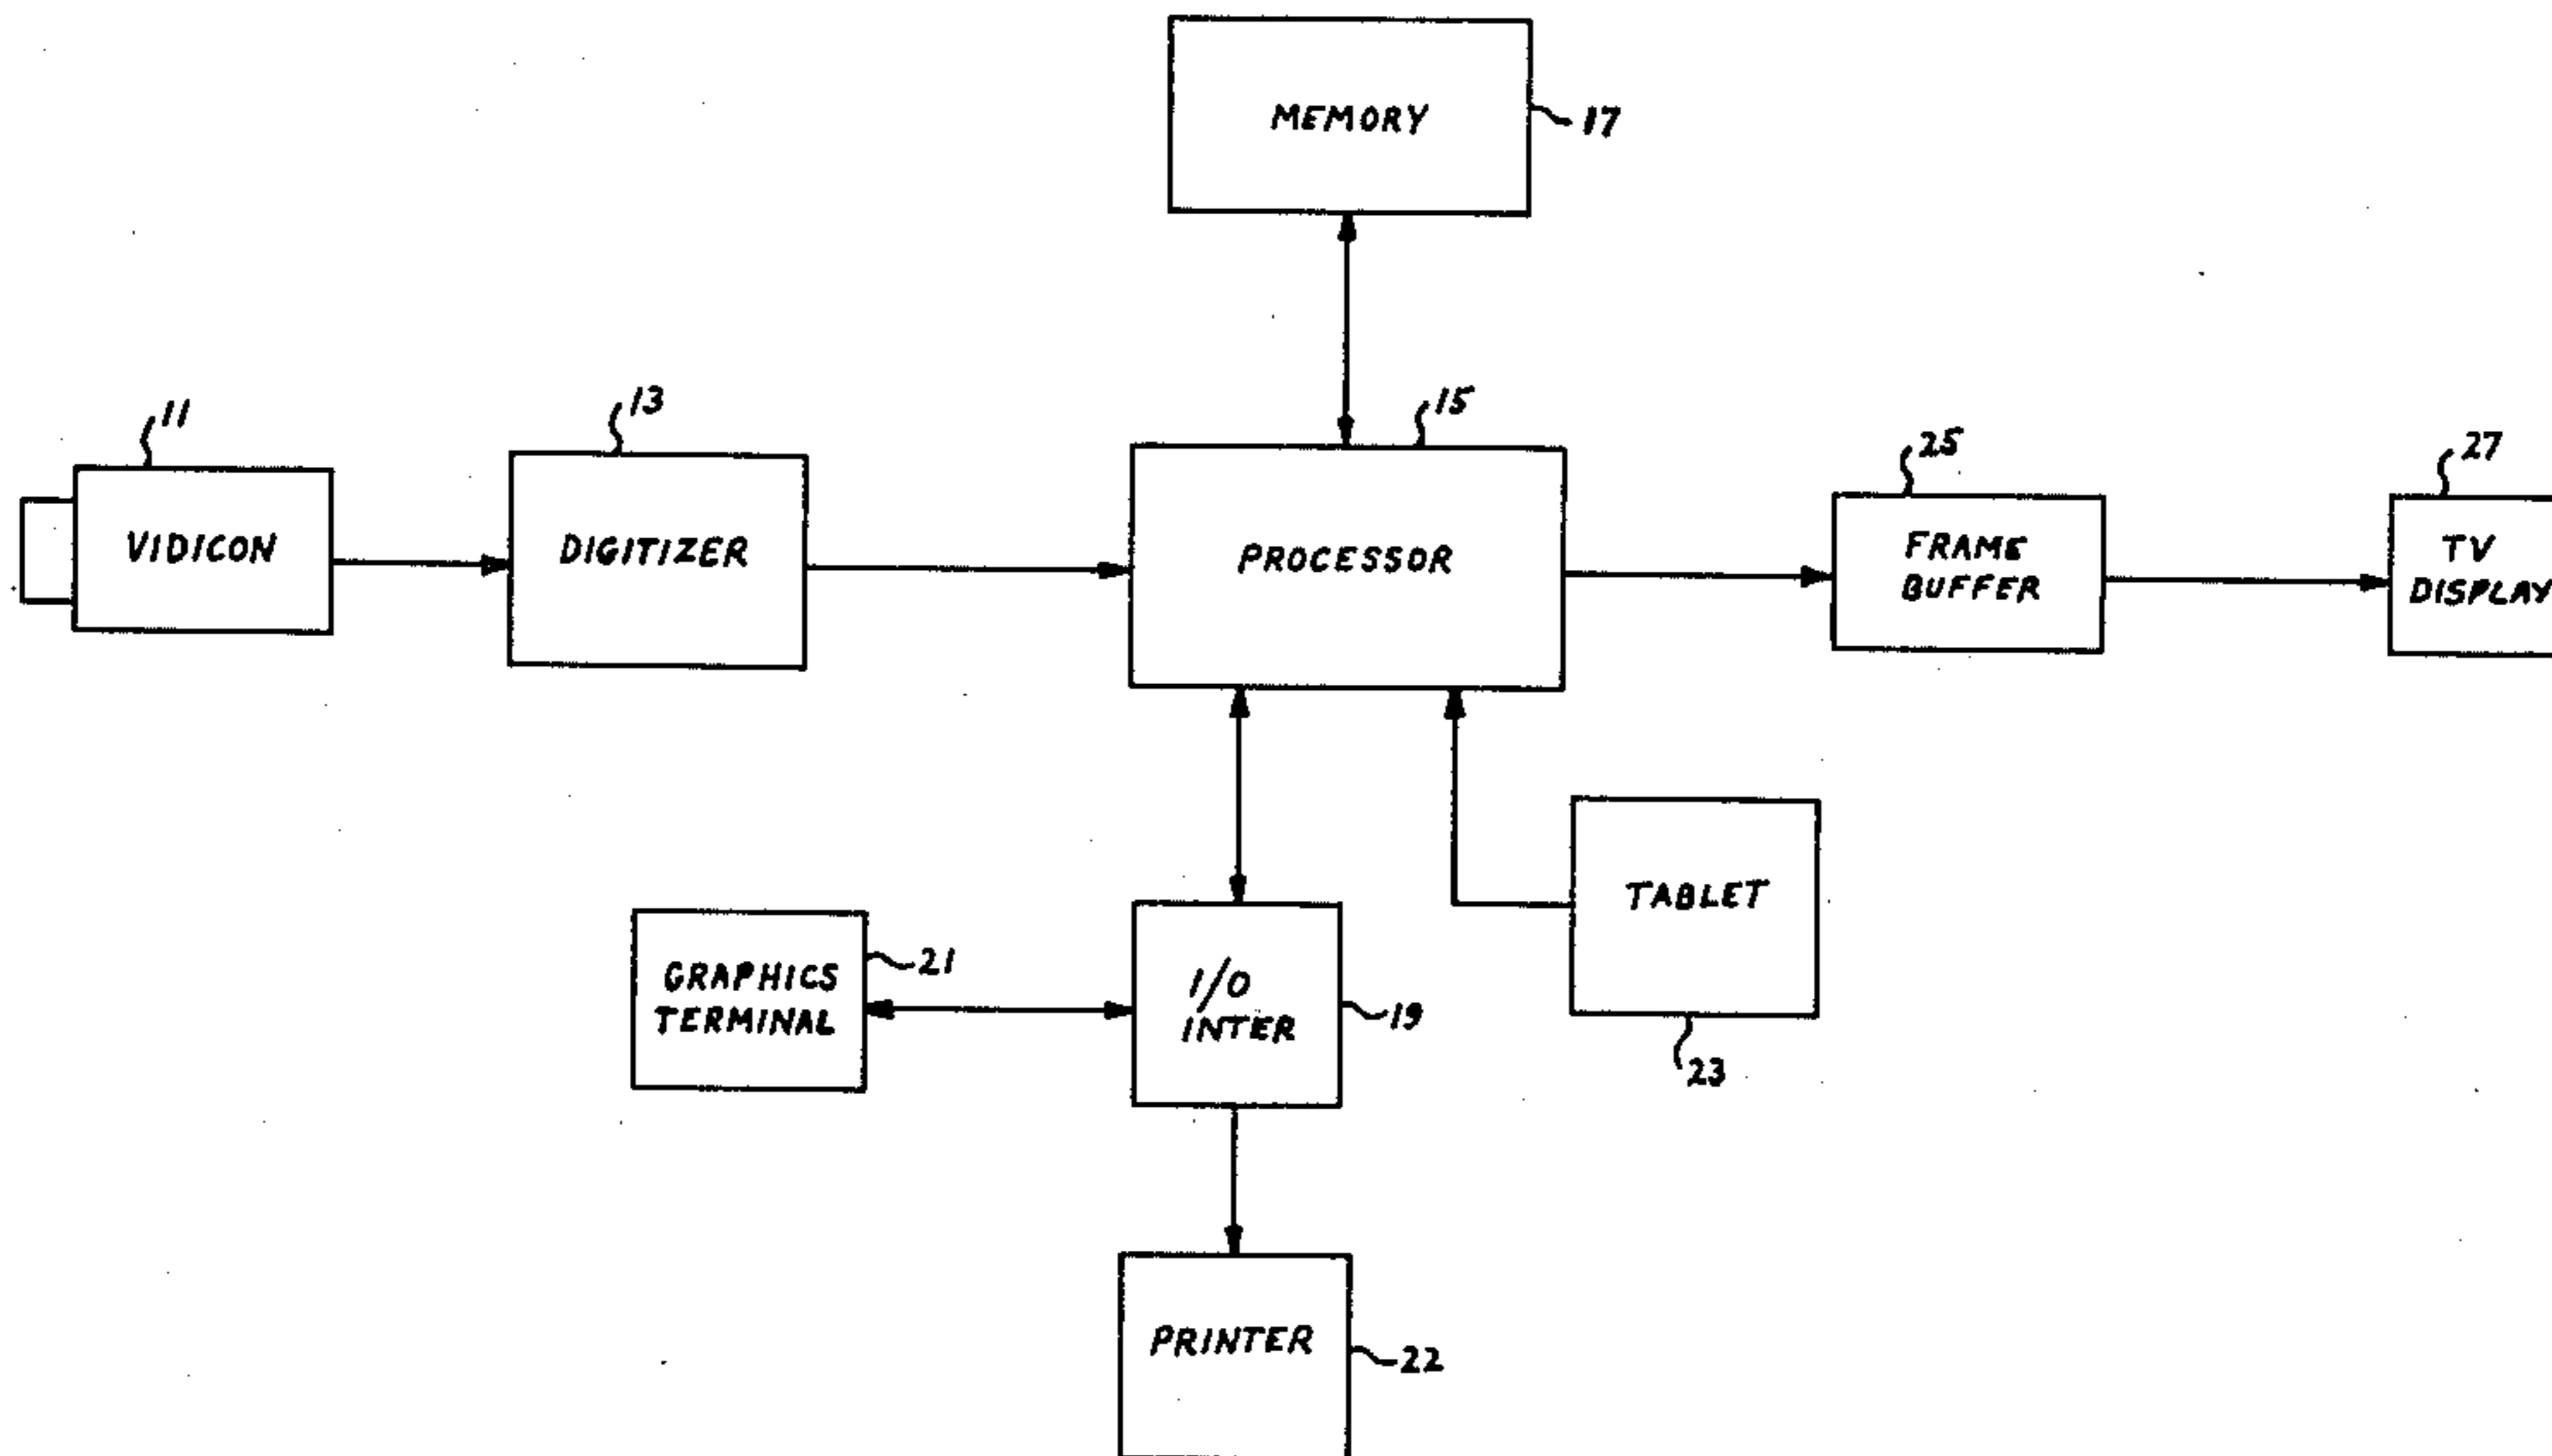 MEMORY
17
11
VIDICON
13
DIGITIZER
15
PROCESSOR
25
FRAME
BUFFER
27
TV
DISPLAY
GRAPHICS
TERMINAL
21
I/O
INTER
19
TABLET
23
PRINTER
22